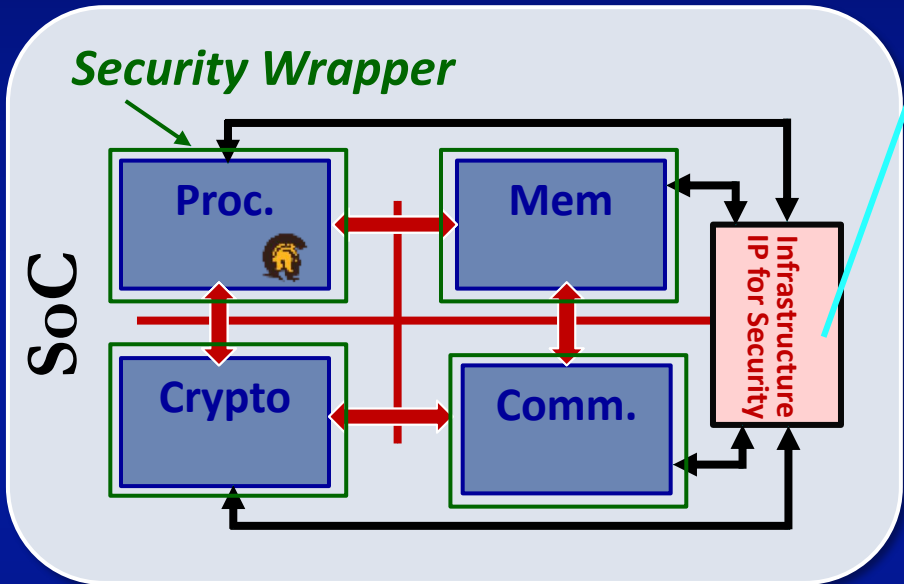 Security Wrapper
Proc.
Mem
SoC
Infrastructure
IP for Security
Crypto
Comm.